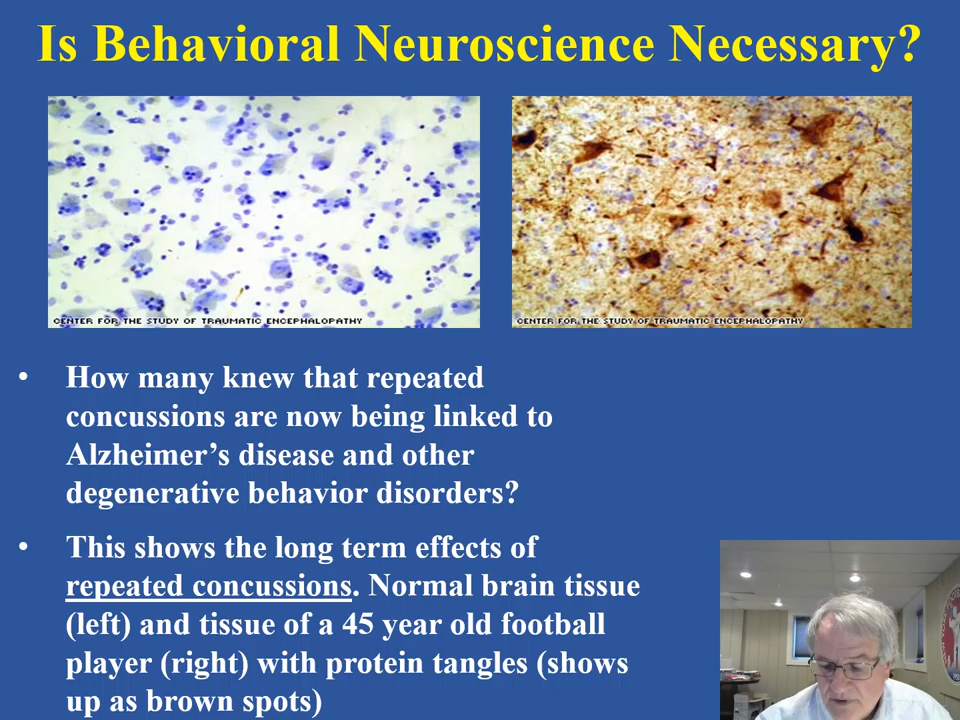 Is Behavioral Neuroscience Necessary?
CENTER FOR THE STUDY OF TRAUMATIC ENCEPHALOPATHY
CENTER FOR THE STUDY OF TRAUMATIC ENCEPHALOPATHY
• How many knew that repeated
concussions are now being linked to
Alzheimer’s disease and other
degenerative behavior disorders?
• This shows the long term effects of
repeated concussions. Normal brain tissue
(left) and tissue of a 45 year old football
player (right) with protein tangles (shows
up as brown spots)